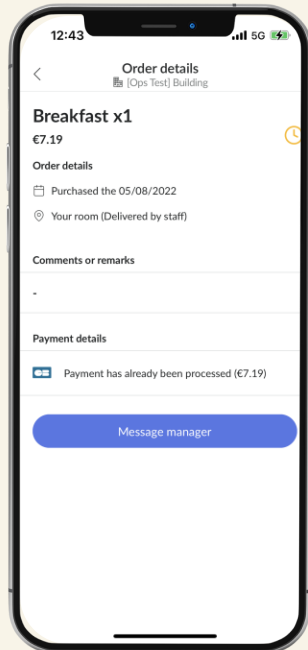 12:43
5G
Order details
[Ops Test] Building
Breakfast x1
€7.19
Order details
Purchased the 05/08/2022
Your room (Delivered by staff)
Comments or remarks
-
Payment details
Payment has already been processed (€7.19)
Message manager